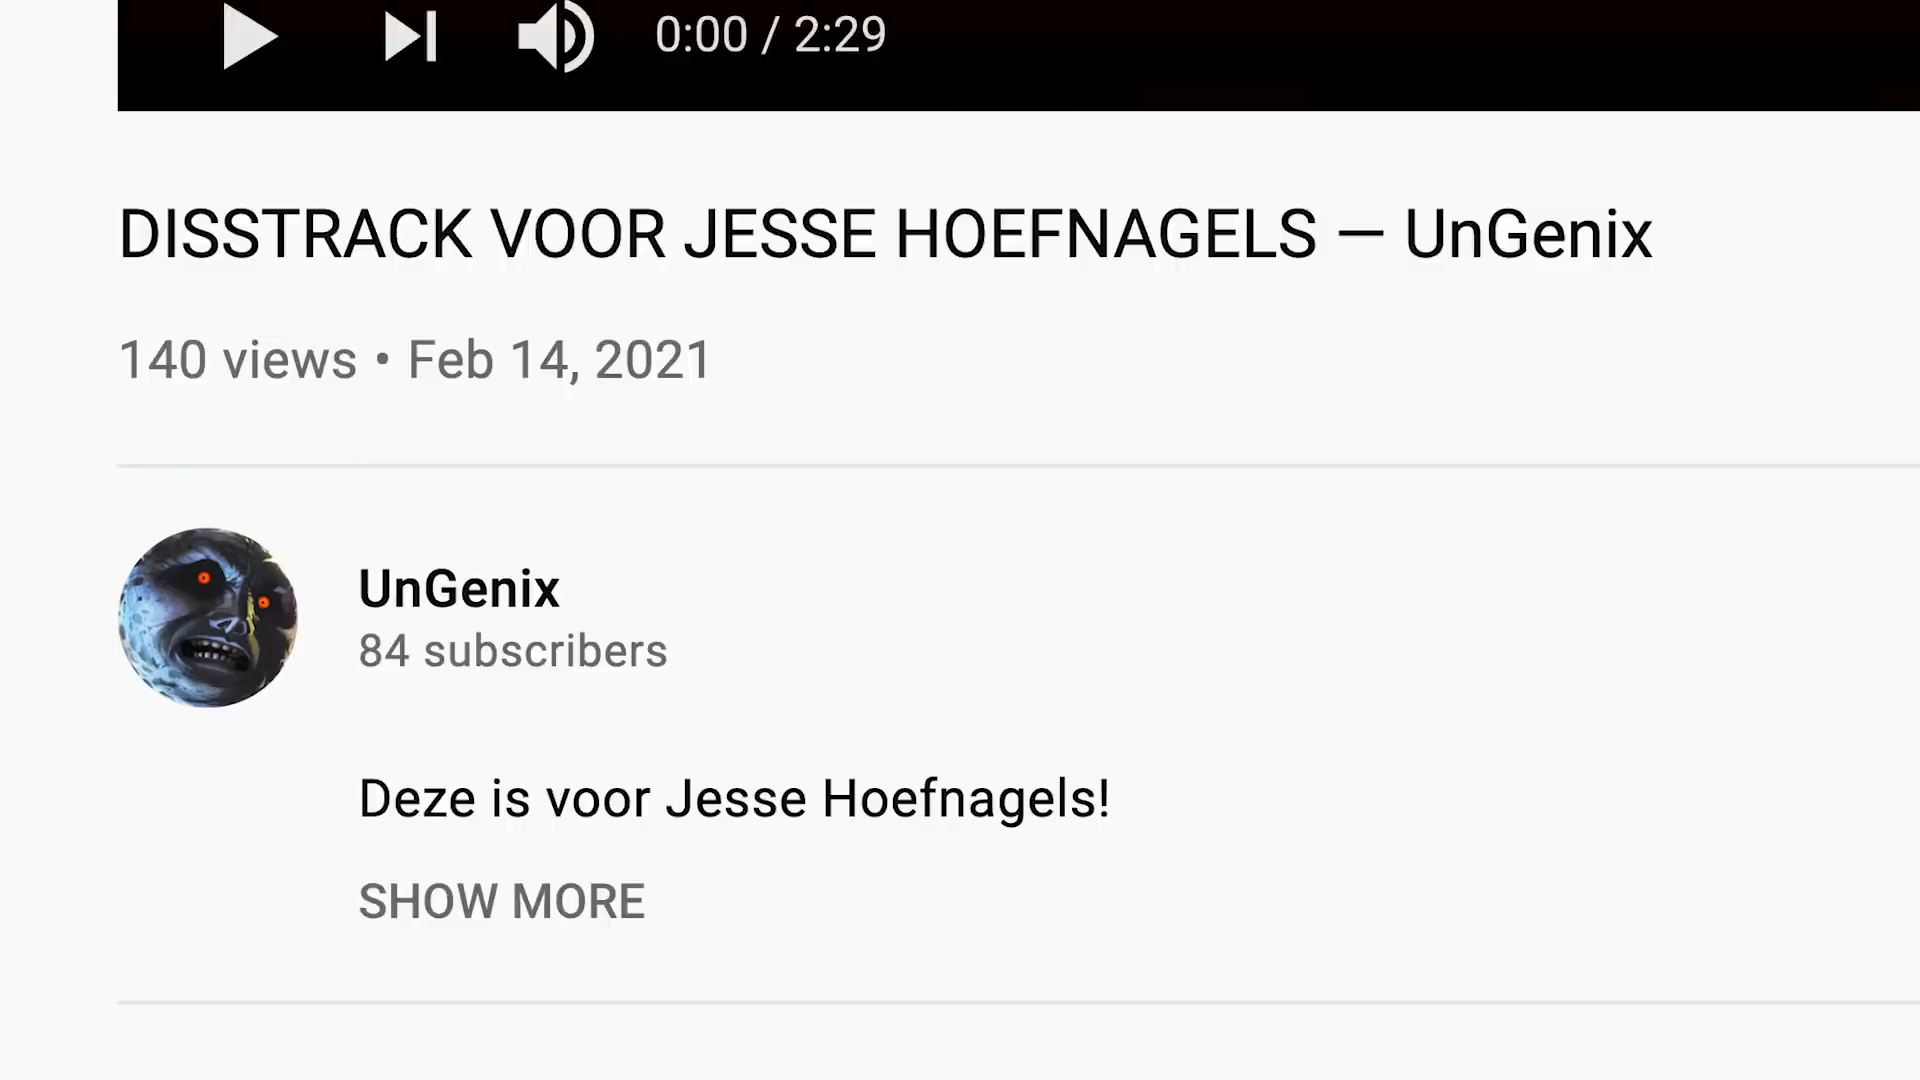 0:00 / 2:29
DISSTRACK VOOR JESSE HOEFNAGELS — UnGenix
140 views • Feb 14, 2021
UnGenix
84 subscribers
Deze is voor Jesse Hoefnagels!
SHOW MORE